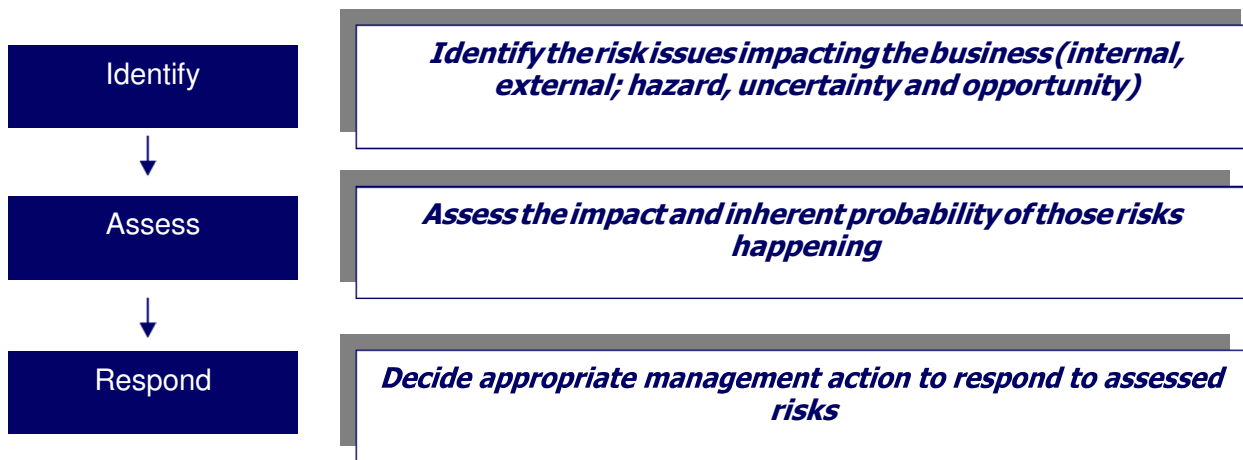 Identify
Identify the risk issues impacting the business (internal,
external; hazard, uncertainty and opportunity)
Assess
Assess the impact and inherent probability of those risks
happening
Respond
Decide appropriate management action to respond to assessed
risks